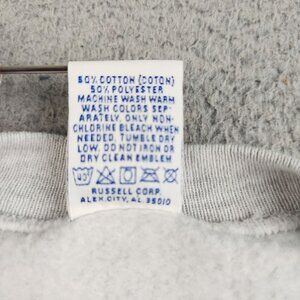 50% COTTON (COTON)
50% POLYESTER
MACHINE WASH WARM
WASH COLORS SEP-
ARATELY. ONLY NON-
CHLORINE BLEACH WHEN
NEEDED. TUMBLE DRY
LOW. DO NOT IRON OR
DRY CLEAN EMBLEM
RUSSELL CORP.
ALEX. CITY, AL 35010